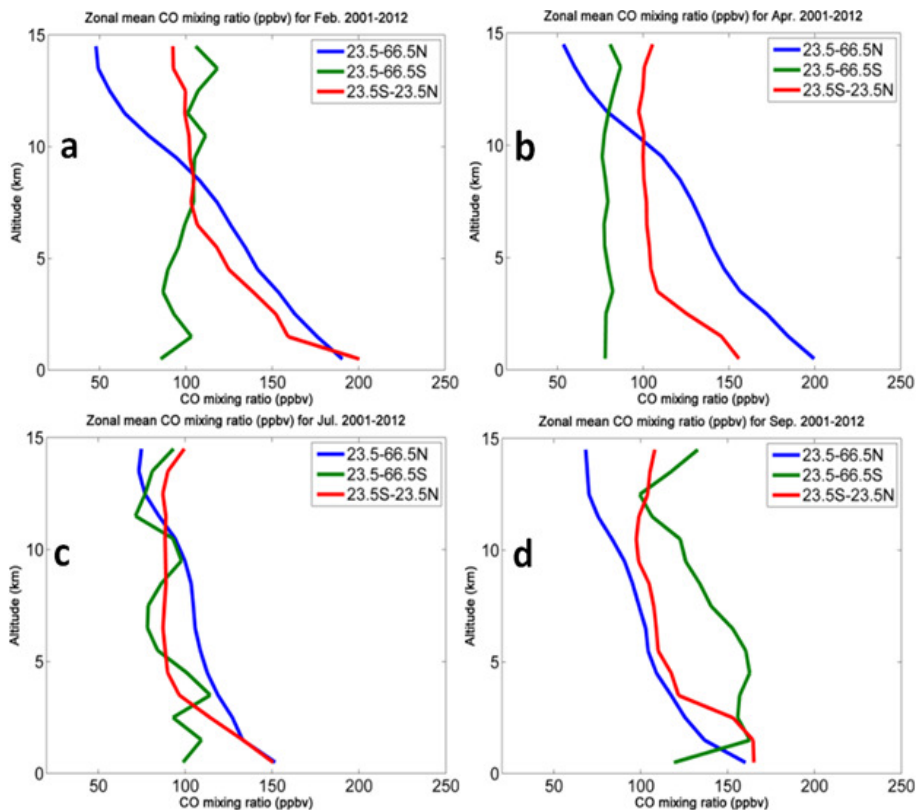 Zonal mean CO mixing ratio (ppbv) for Feb. 2001-2012
15
10
5
0
Altitude (km)
a
23.5-66.5N
23.5-66.5S
23.5S-23.5N
50 100 150 200 250
CO mixing ratio (ppbv)
Zonal mean CO mixing ratio (ppbv) for Apr. 2001-2012
15
10
5
0
Altitude (km)
b
23.5-66.5N
23.5-66.5S
23.5S-23.5N
50 100 150 200 250
CO mixing ratio (ppbv)
Zonal mean CO mixing ratio (ppbv) for Jul. 2001-2012
15
10
5
0
Altitude (km)
c
23.5-66.5N
23.5-66.5S
23.5S-23.5N
50 100 150 200 250
CO mixing ratio (ppbv)
Zonal mean CO mixing ratio (ppbv) for Sep. 2001-2012
15
10
5
0
Altitude (km)
d
23.5-66.5N
23.5-66.5S
23.5S-23.5N
50 100 150 200 250
CO mixing ratio (ppbv)